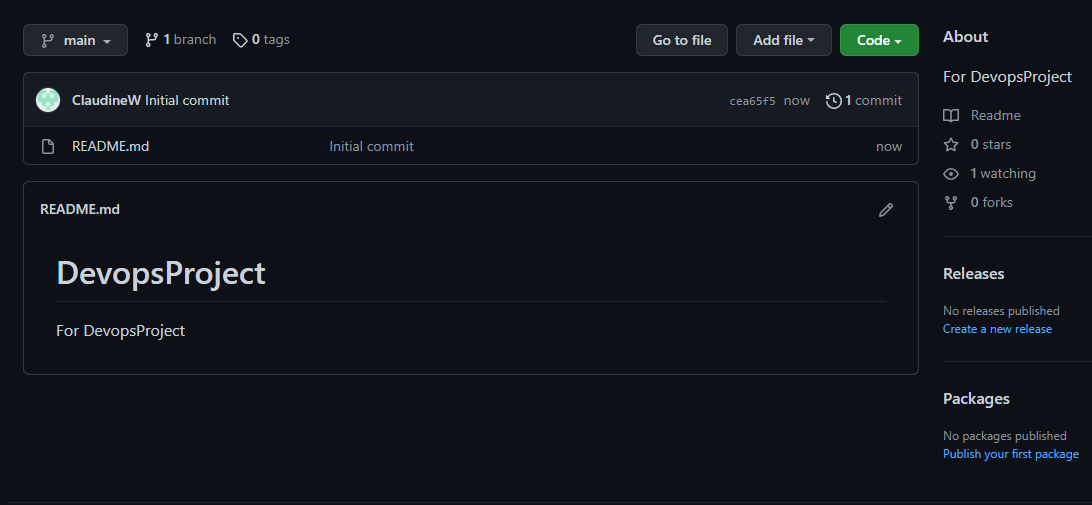 main 1 branch 0 tags Go to file Add file Code
ClaudineW Initial commit cea65f5 now 1 commit
README.md Initial commit now
README.md
DevopsProject
For DevopsProject
About
For DevopsProject
Readme
0 stars
1 watching
0 forks
Releases
No releases published
Create a new release
Packages
No packages published
Publish your first package